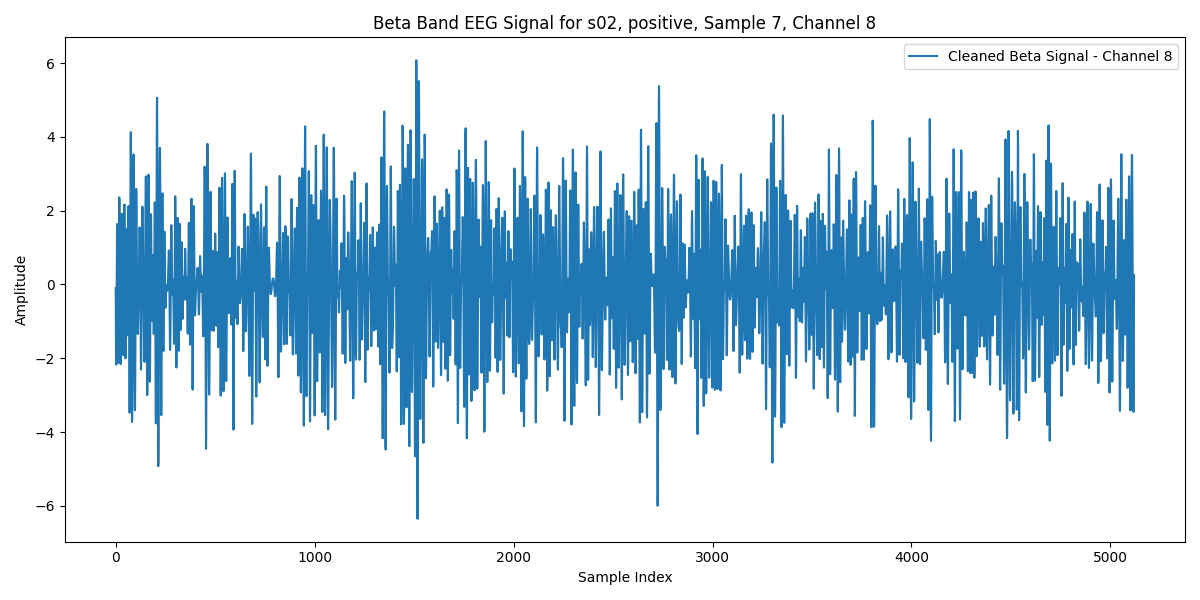 Beta Band EEG Signal for s02, positive, Sample 7, Channel 8
Cleaned Beta Signal - Channel 8
6
4
2
0
−2
−4
−6
Amplitude
0 1000 2000 3000 4000 5000
Sample Index